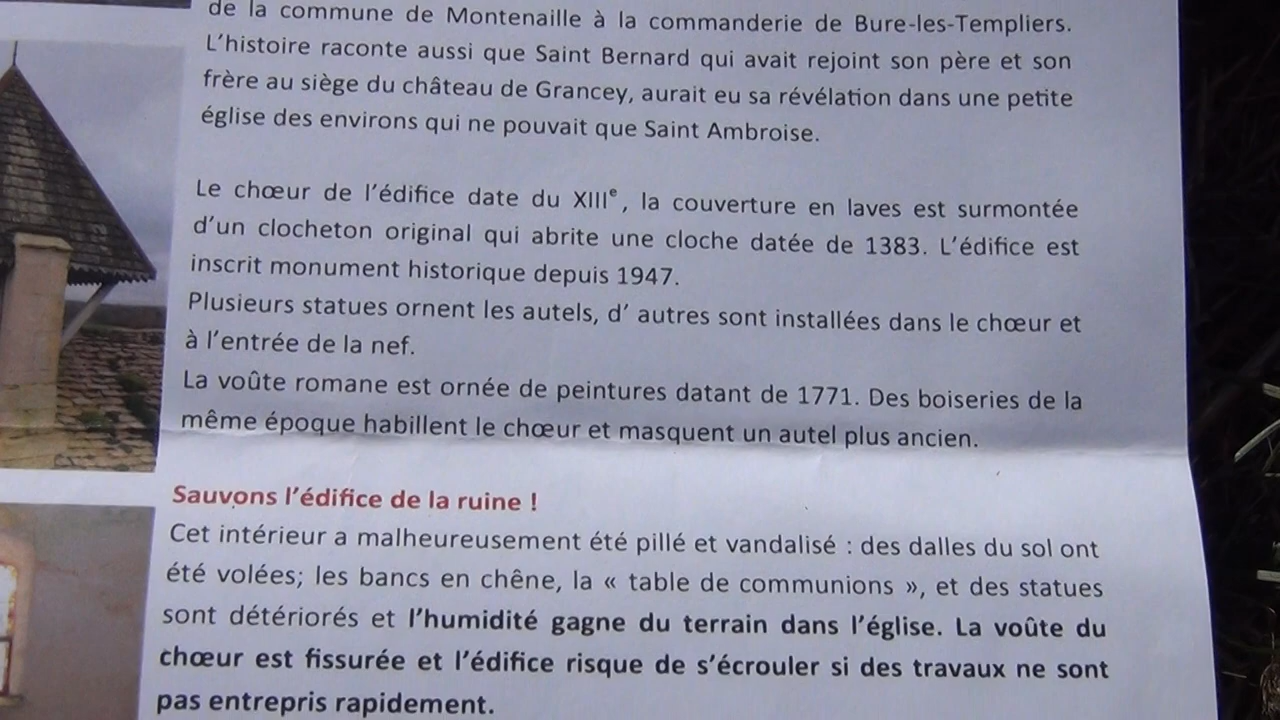 de la commune de Montenaille à la commanderie de Bure-les-Templiers.
L'histoire raconte aussi que Saint Bernard qui avait rejoint son père et son
frère au siège du château de Grancey, aurait eu sa révélation dans une petite
église des environs qui ne pouvait que Saint Ambroise.
Le chœur de l'édifice date du XIIIᵉ, la couverture en laves est surmontée
d'un clocheton original qui abrite une cloche datée de 1383. L'édifice est
inscrit monument historique depuis 1947.
Plusieurs statues ornent les autels, d' autres sont installées dans le chœur et
à l'entrée de la nef.
La voûte romane est ornée de peintures datant de 1771. Des boiseries de la
même époque habillent le chœur et masquent un autel plus ancien.
Sauvons l'édifice de la ruine !
Cet intérieur a malheureusement été pillé et vandalisé : des dalles du sol ont
été volées; les bancs en chêne, la « table de communions », et des statues
sont détériorés et l'humidité gagne du terrain dans l'église. La voûte du
chœur est fissurée et l'édifice risque de s'écrouler si des travaux ne sont
pas entrepris rapidement.